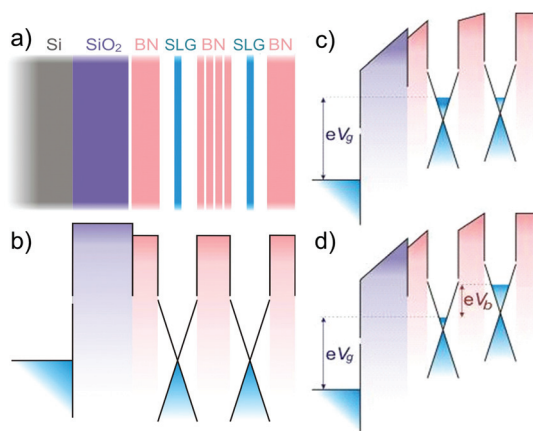 a)
Si SiO₂ BN SLG BN SLG BN
b)
c)
eVg
d)
eVb
eVg